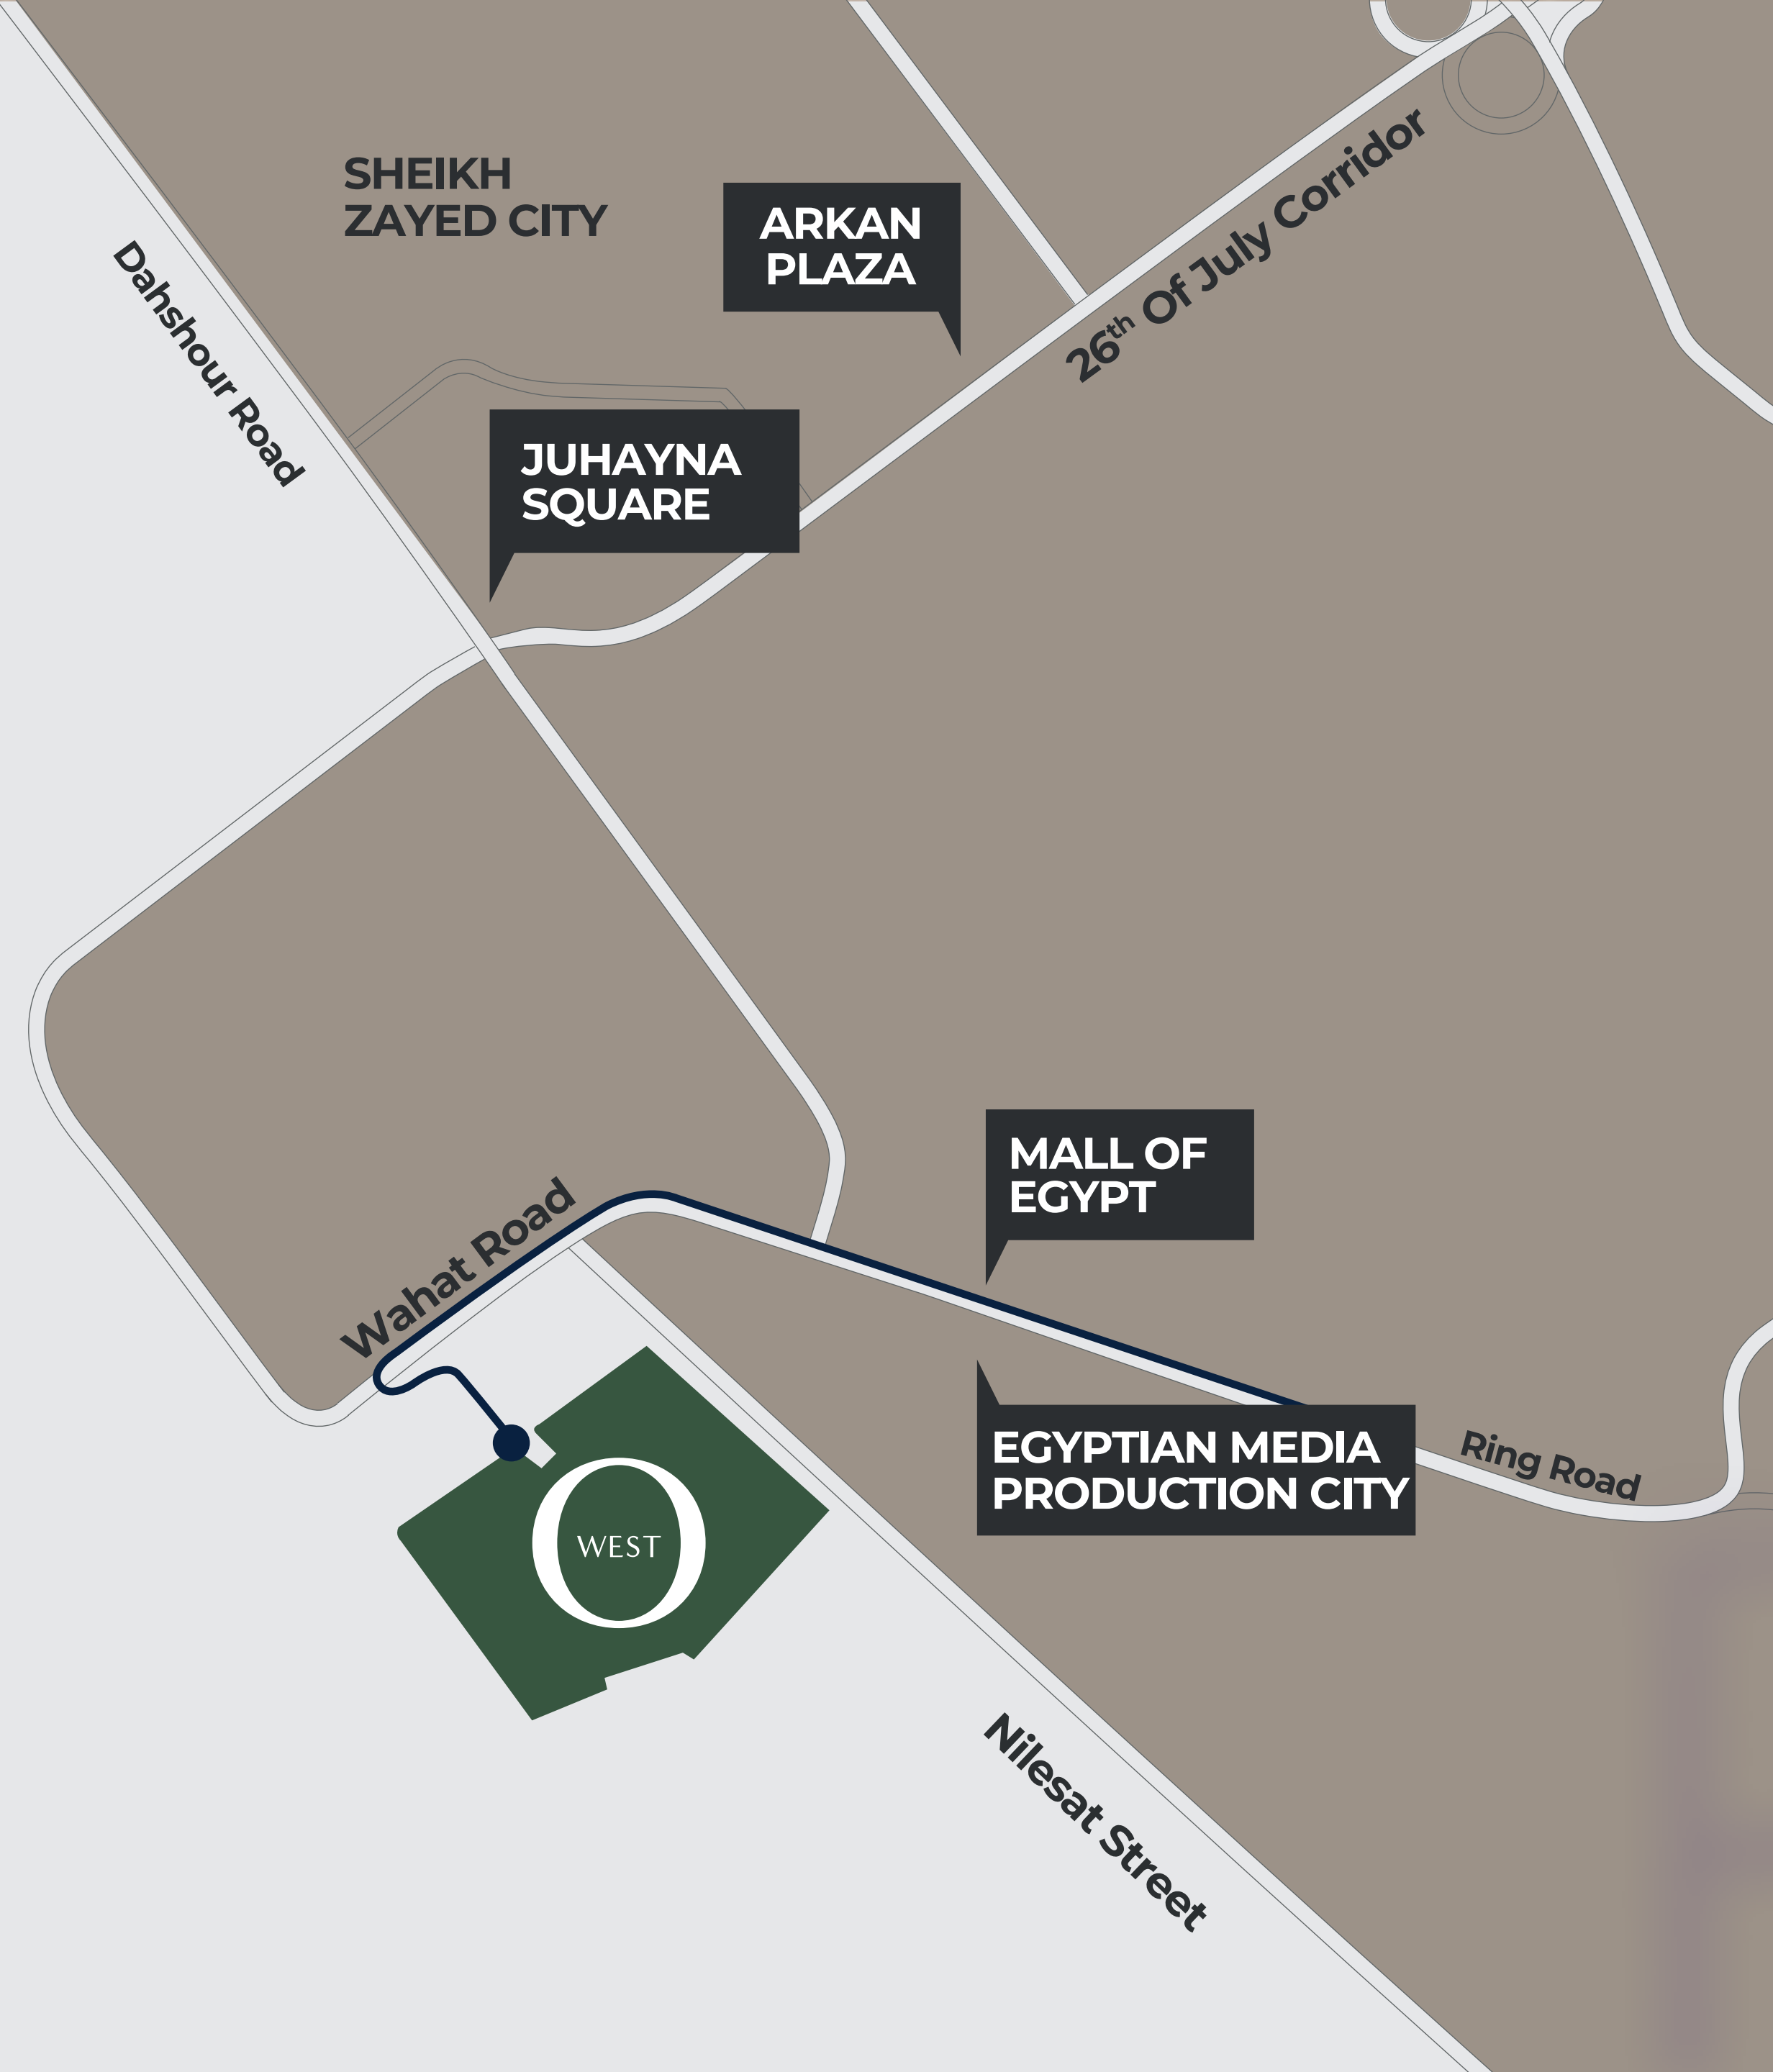 SHEIKH
ZAYED CITY
ARKAN
PLAZA
26th Of July Corridor
Dahshour Road
JUHAYNA
SQUARE
MALL OF
EGYPT
Wahat Road
EGYPTIAN MEDIA
PRODUCTION CITY
Ring Road
O
WEST
Nilesat Street